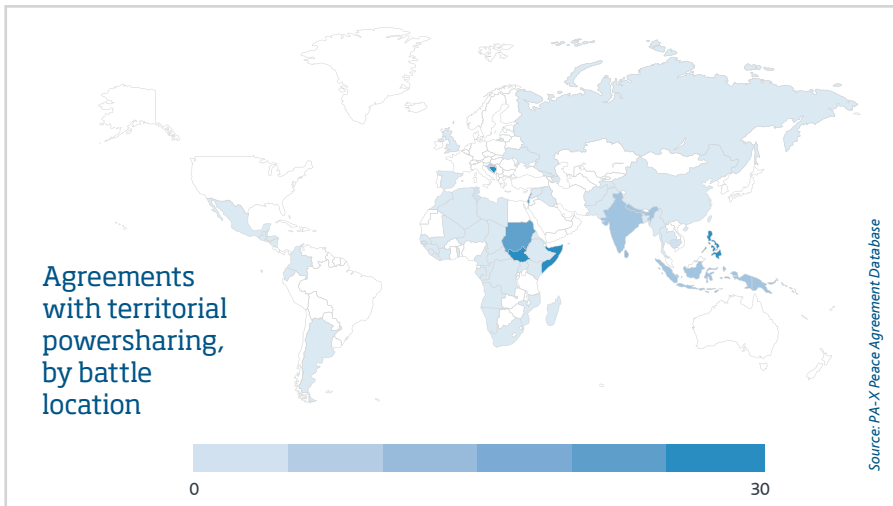 Agreements
with territorial
powersharing,
by battle
location
0
30
Source: PA-X Peace Agreement Database